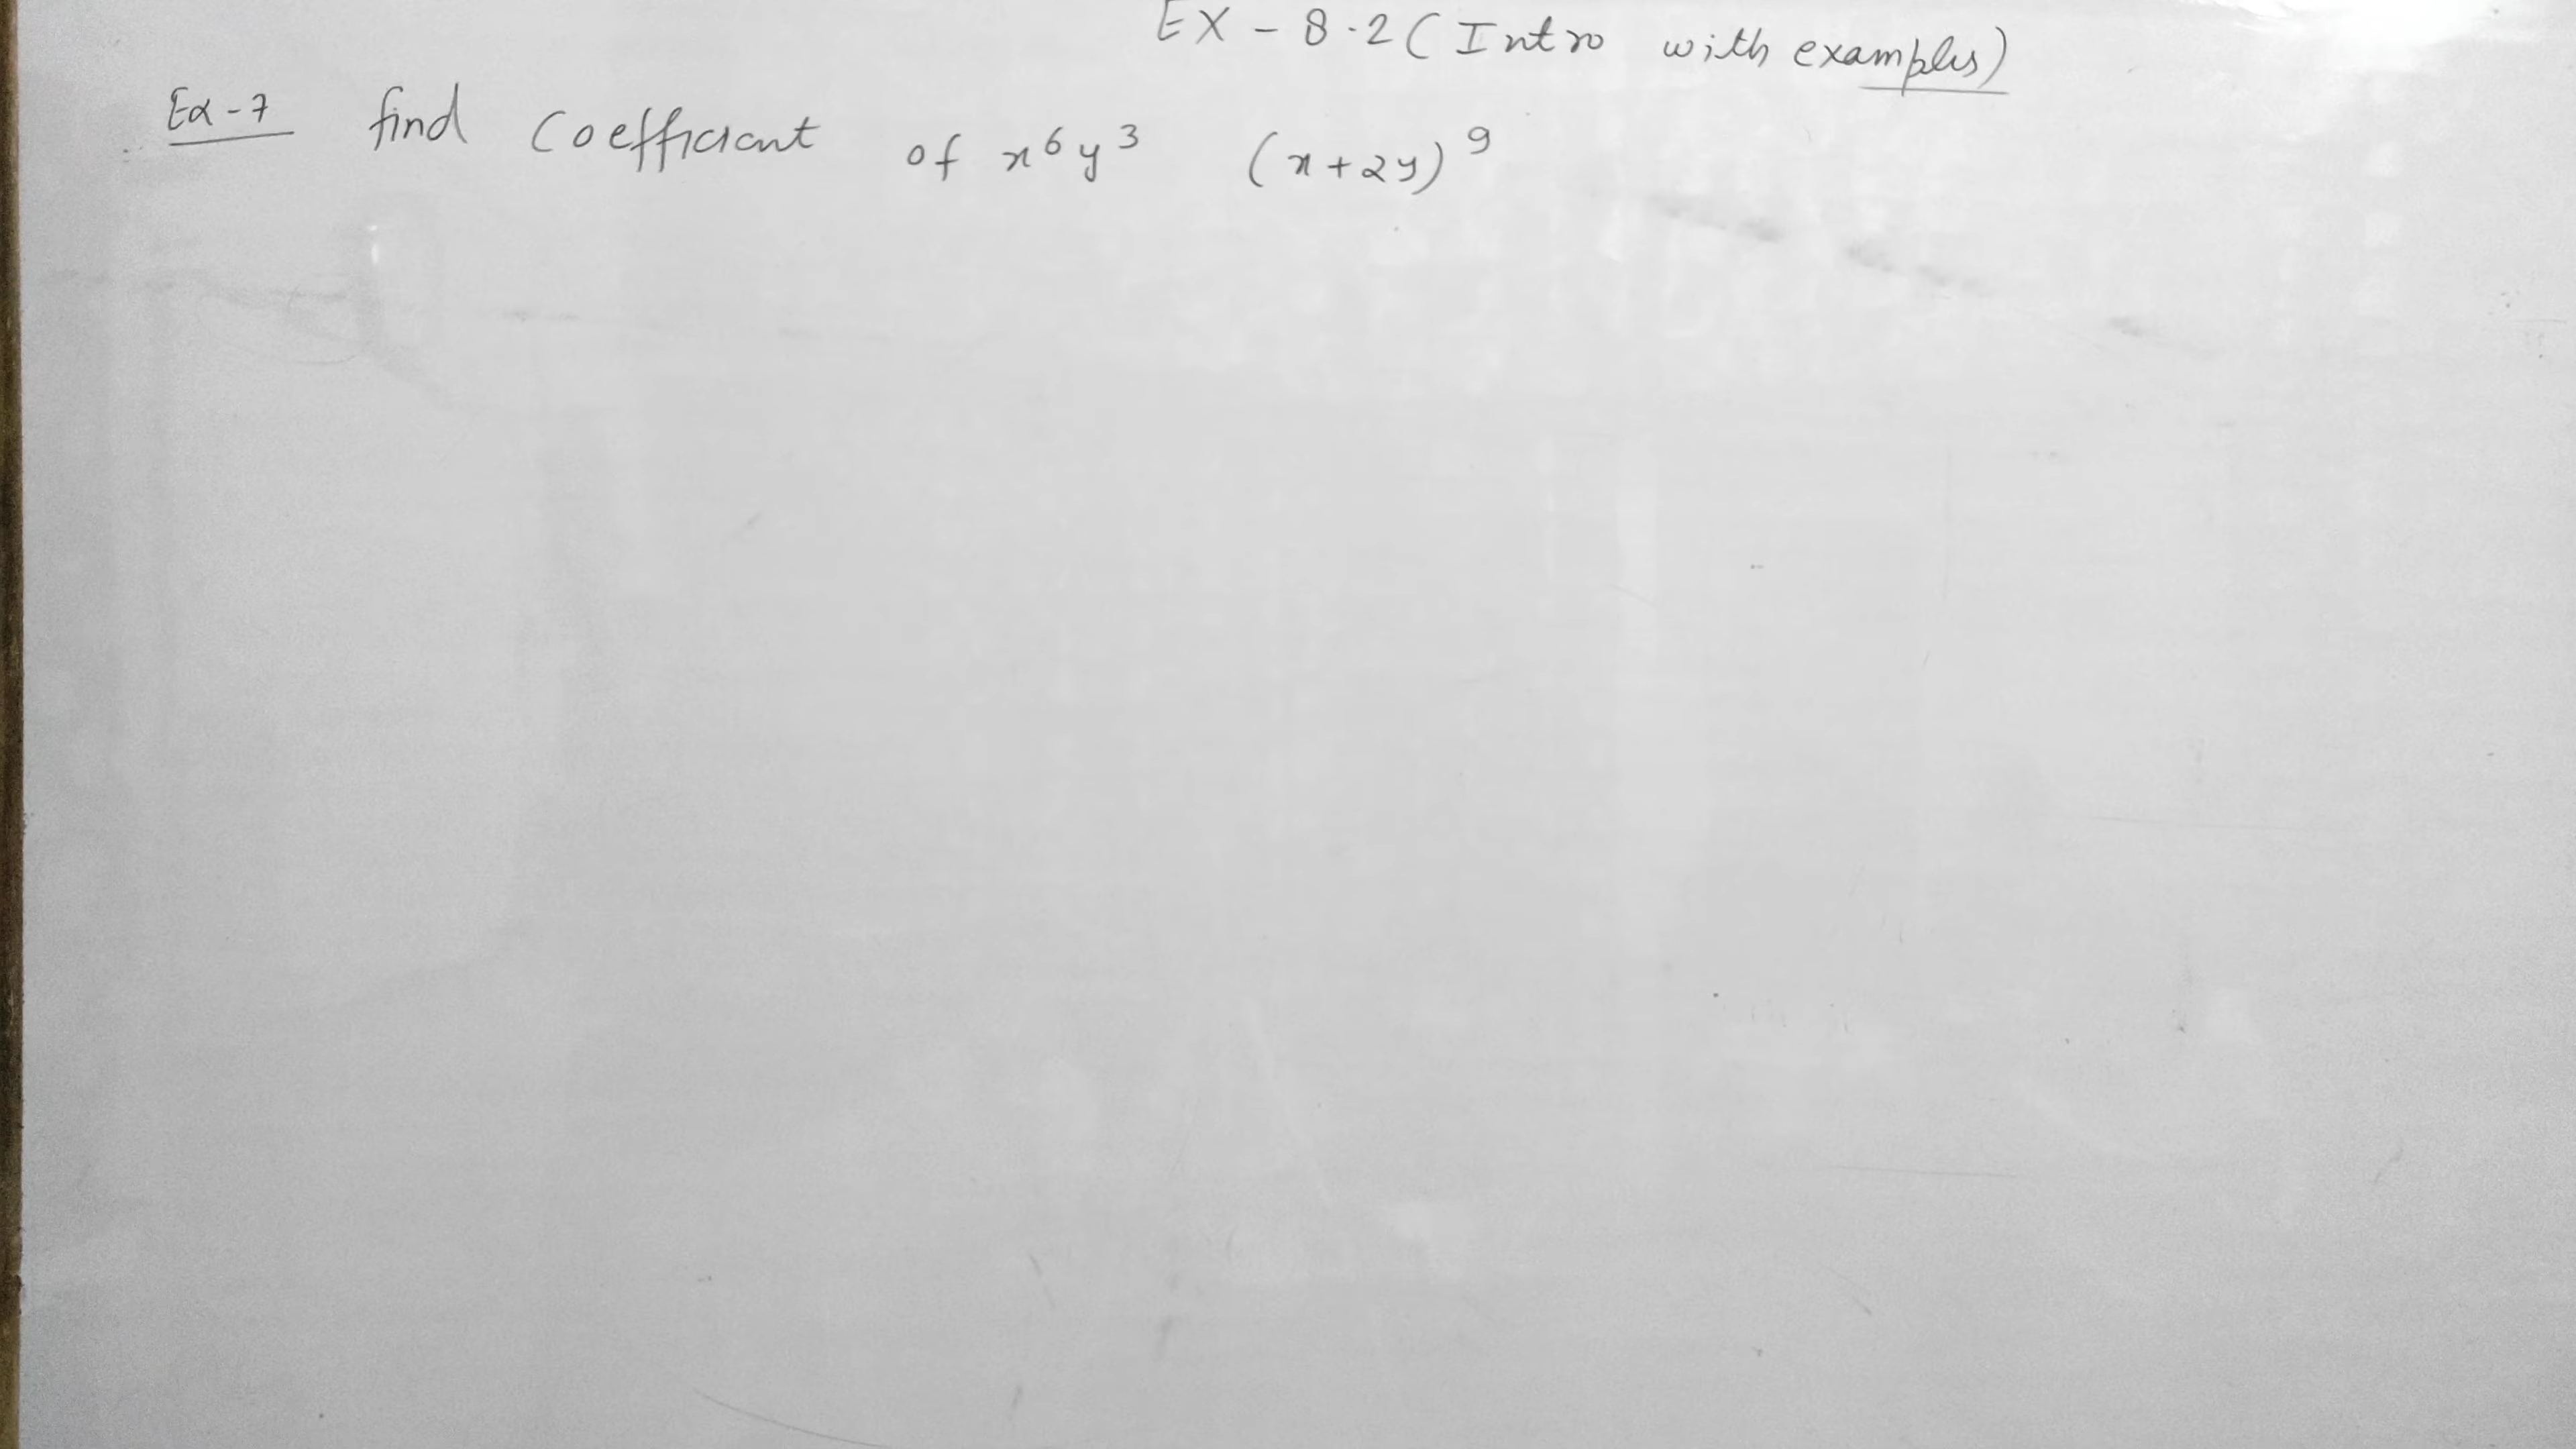 EX - 8.2 (Intro with examples)
Ex-7 find Coefficient of x⁶y³ (x+2y)⁹